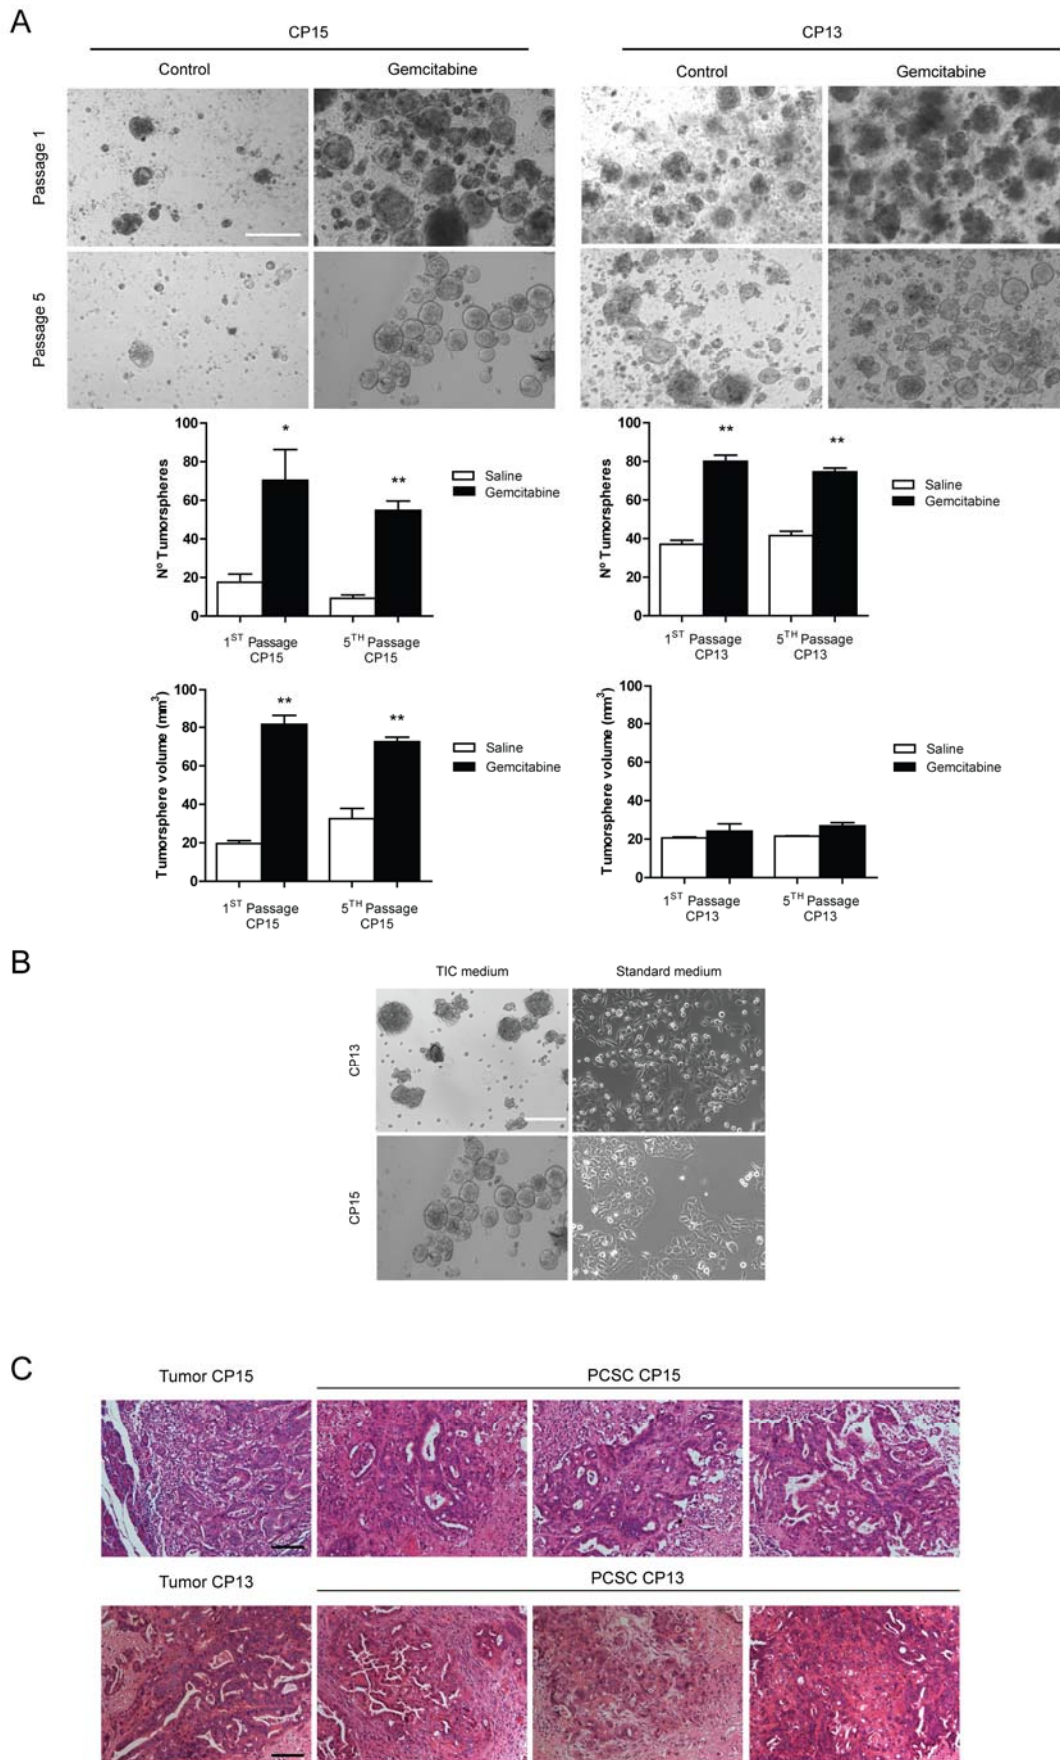 A
CP15
CP13
Control
Gemcitabine
Control
Gemcitabine
Passage 1
Passage 5
100
80
60
40
20
0
Nº Tumorspheres
*
**
Saline
Gemcitabine
1ST Passage
CP15
5TH Passage
CP15
100
80
60
40
20
0
Nº Tumorspheres
**
**
Saline
Gemcitabine
1ST Passage
CP13
5TH Passage
CP13
100
80
60
40
20
0
Tumorsphere volume (mm3)
**
**
Saline
Gemcitabine
1ST Passage
CP15
5TH Passage
CP15
100
80
60
40
20
0
Tumorsphere volume (mm3)
Saline
Gemcitabine
1ST Passage
CP13
5TH Passage
CP13
B
TIC medium
Standard medium
CP13
CP15
C
Tumor CP15
PCSC CP15
Tumor CP13
PCSC CP13